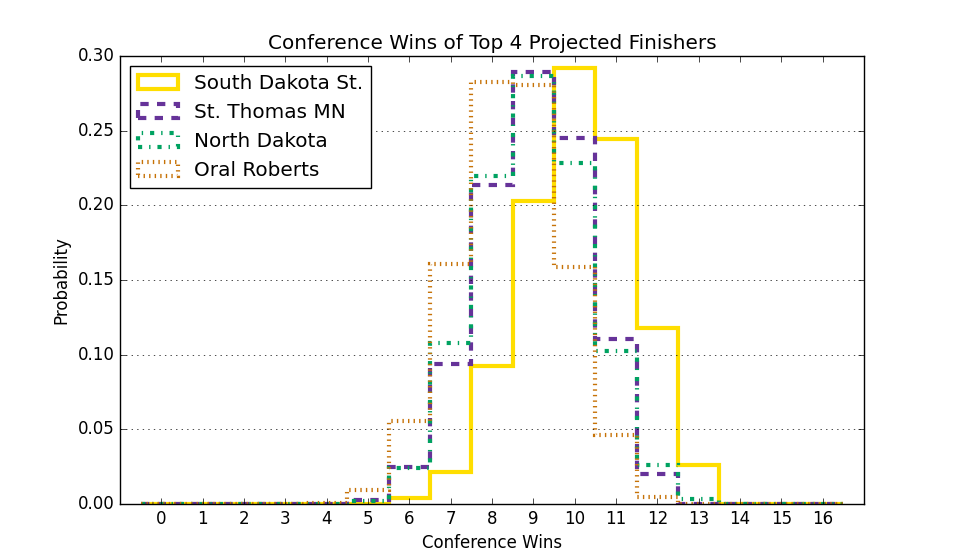 Conference Wins of Top 4 Projected Finishers
0.30
0.25
0.20
0.15
0.10
0.05
0.00
Probability
South Dakota St.
St. Thomas MN
North Dakota
Oral Roberts
0 1 2 3 4 5 6 7 8 9 10 11 12 13 14 15 16
Conference Wins